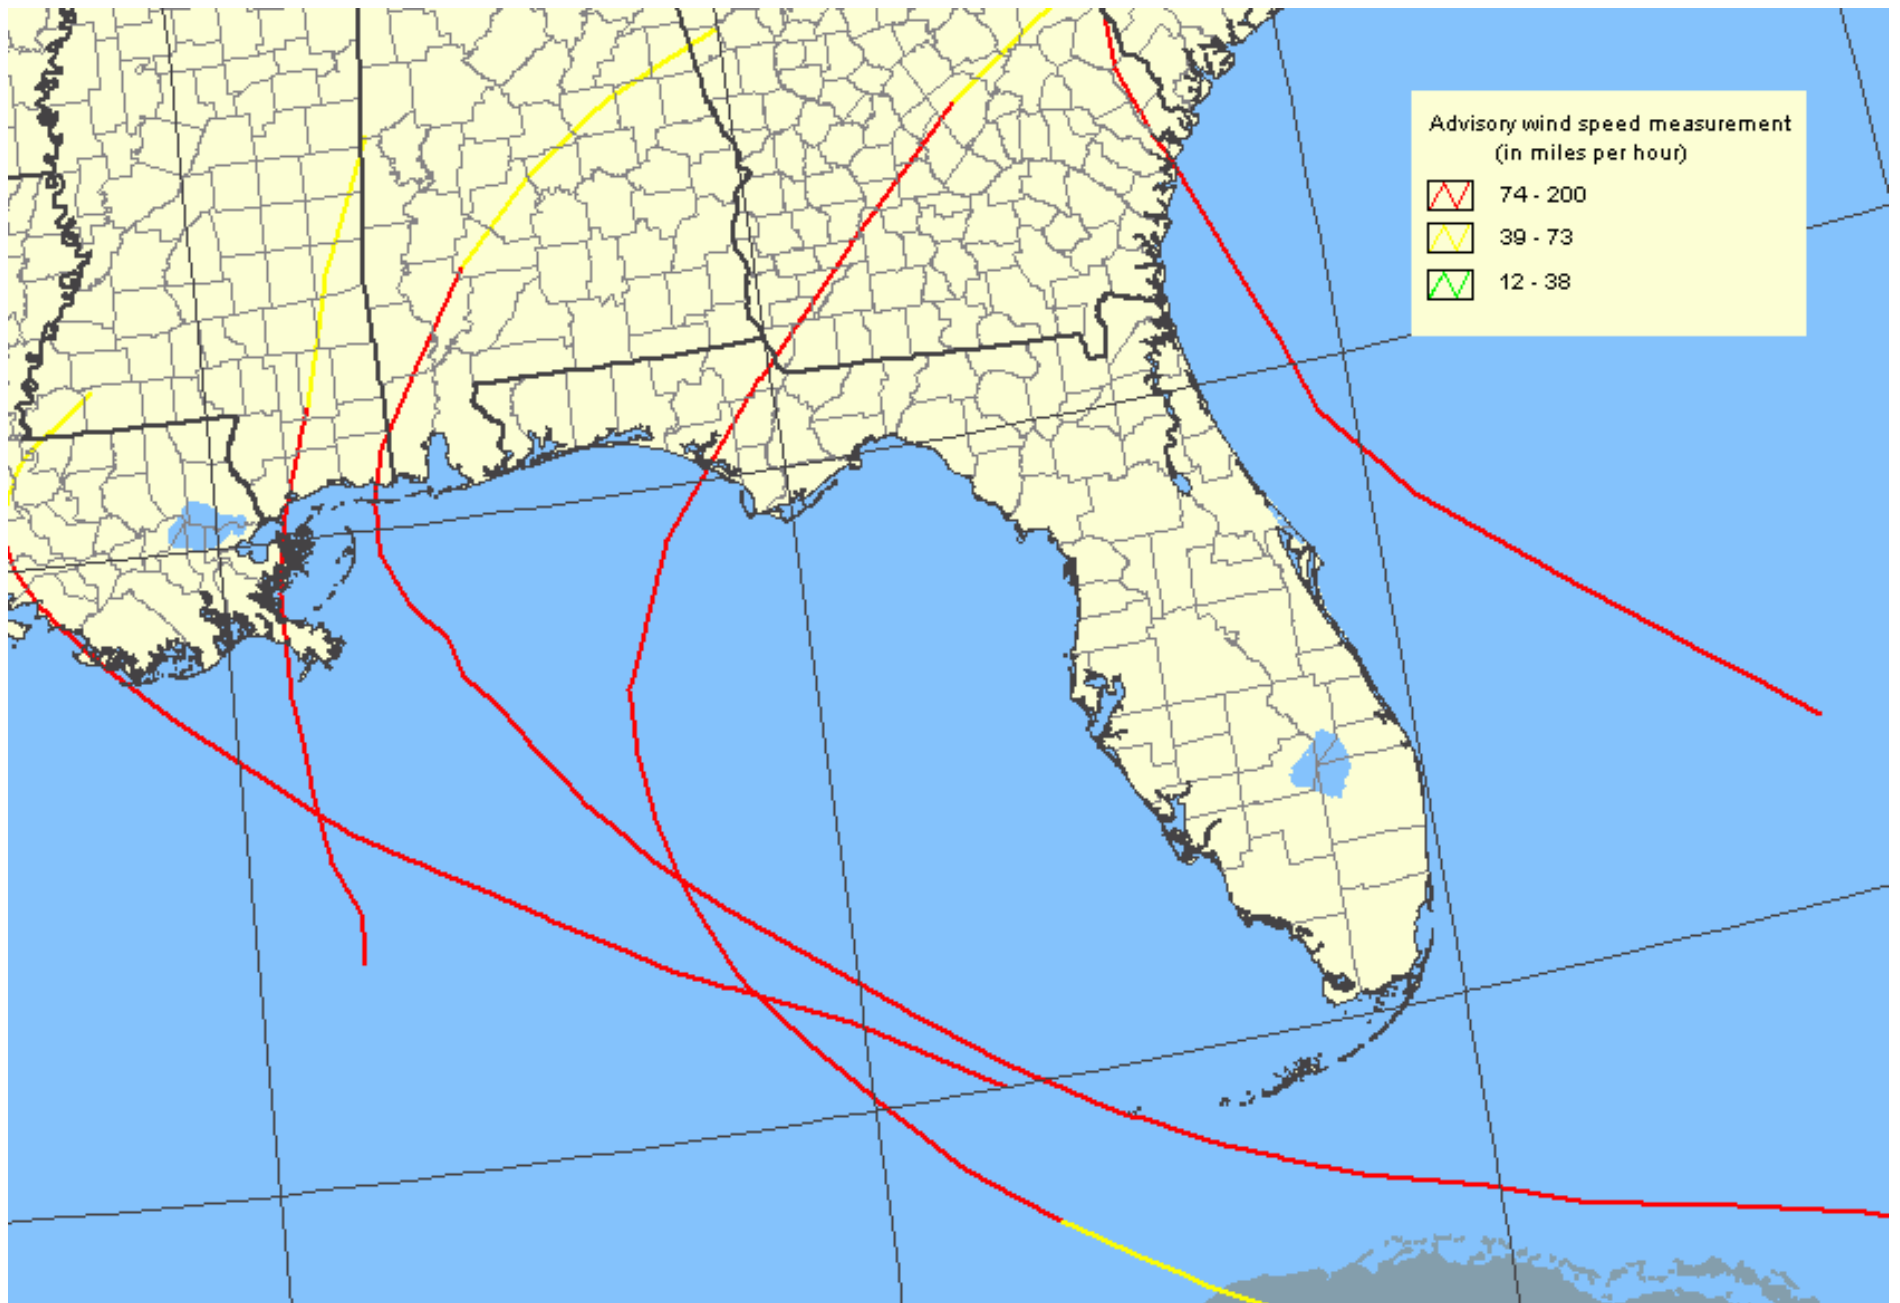 Advisory wind speed measurement
(in miles per hour)
74 - 200
39 - 73
12 - 38